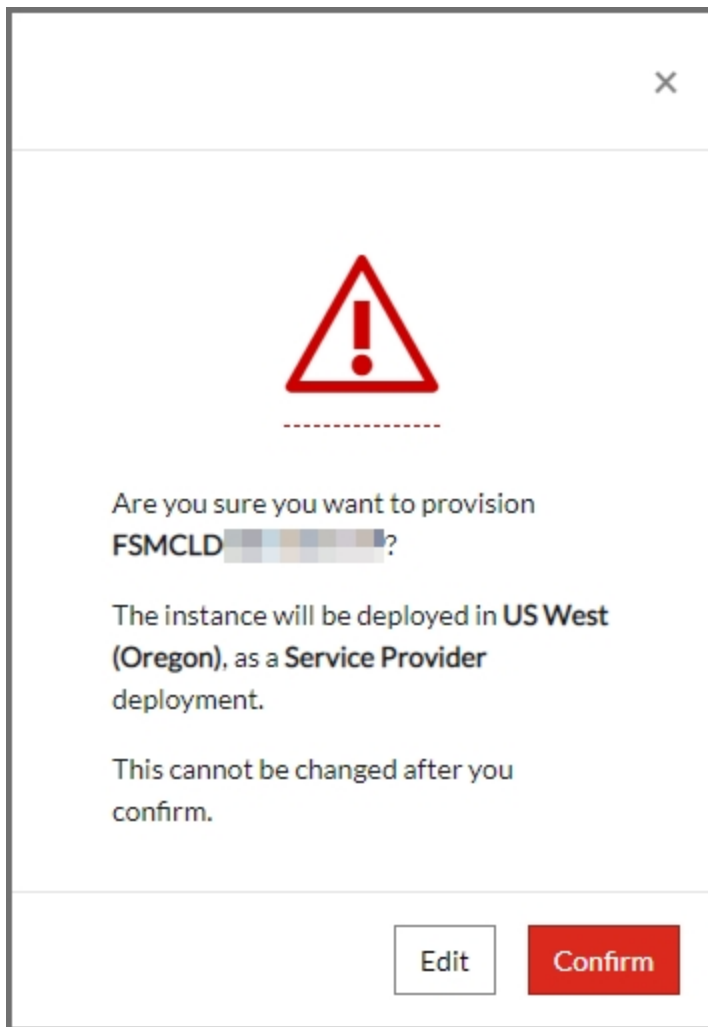 Are you sure you want to provision
FSMCLD ?
The instance will be deployed in US West
(Oregon), as a Service Provider
deployment.
This cannot be changed after you
confirm.
Edit
Confirm